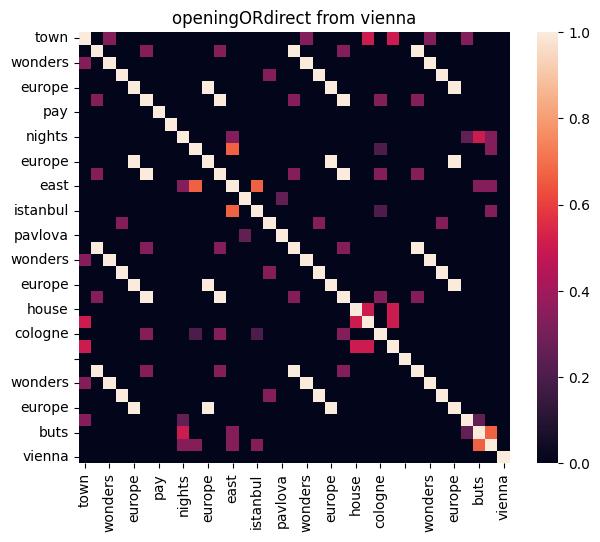 openingORdirect from vienna
town
wonders
europe
pay
nights
europe
east
istanbul
pavlova
wonders
europe
house
cologne
wonders
europe
buts
vienna
town
wonders
europe
pay
nights
europe
east
istanbul
pavlova
wonders
europe
house
cologne
wonders
europe
buts
vienna
1.0
0.8
0.6
0.4
0.2
0.0